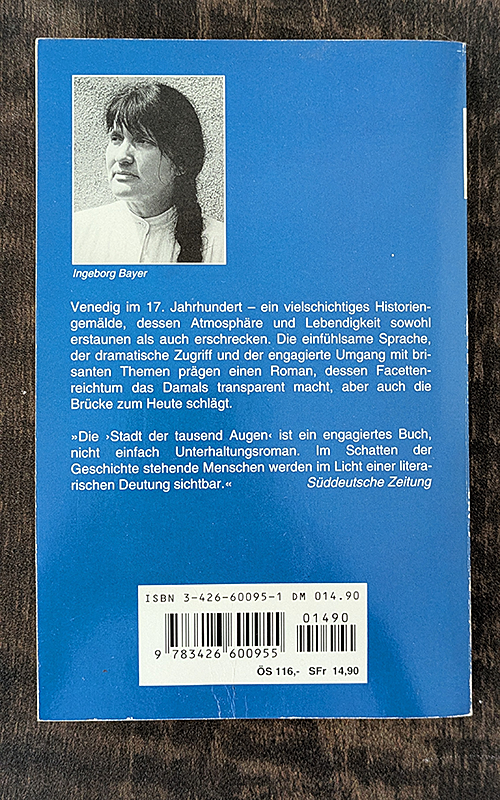 Ingeborg Bayer
Venedig im 17. Jahrhundert – ein vielschichtiges Historien-
gemälde, dessen Atmosphäre und Lebendigkeit sowohl
erstaunen als auch erschrecken. Die einfühlsame Sprache,
der dramatische Zugriff und der engagierte Umgang mit bri-
santen Themen prägen einen Roman, dessen Facetten-
reichtum das Damals transparent macht, aber auch die
Brücke zum Heute schlägt.
»Die ›Stadt der tausend Augen‹ ist ein engagiertes Buch,
nicht einfach Unterhaltungsroman. Im Schatten der
Geschichte stehende Menschen werden im Licht einer litera-
rischen Deutung sichtbar.« Süddeutsche Zeitung
ISBN 3-426-60095-1 DM 014.90
01490
9 783426 600955
ÖS 116,- SFr 14,90